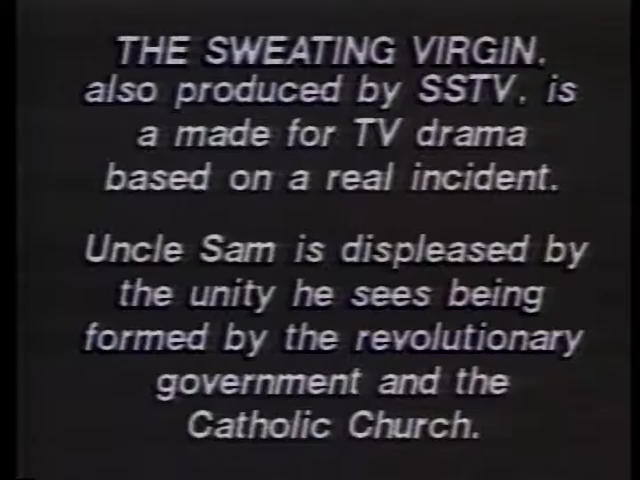 THE SWEATING VIRGIN,
also produced by SSTV, is
a made for TV drama
based on a real incident.
Uncle Sam is displeased by
the unity he sees being
formed by the revolutionary
government and the
Catholic Church.